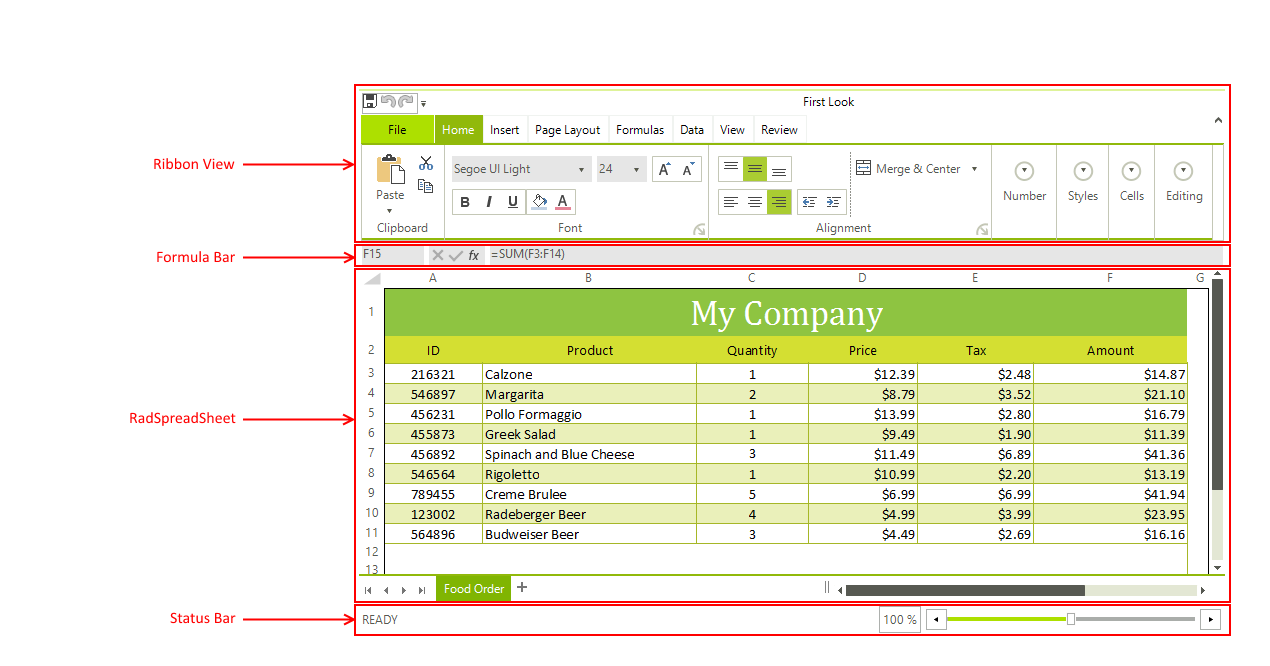 First Look
File Home Insert Page Layout Formulas Data View Review
Ribbon View
Paste
Clipboard
Segoe UI Light 24 A A
B I U A
Font
Merge & Center
Alignment
Number Styles Cells Editing
Formula Bar
F15 fx =SUM(F3:F14)
A B C D E F G
1 My Company
2 ID Product Quantity Price Tax Amount
3 216321 Calzone 1 $12.39 $2.48 $14.87
4 546897 Margarita 2 $8.79 $3.52 $21.10
5 456231 Pollo Formaggio 1 $13.99 $2.80 $16.79
RadSpreadSheet
6 455873 Greek Salad 1 $9.49 $1.90 $11.39
7 456892 Spinach and Blue Cheese 3 $11.49 $6.89 $41.36
8 546564 Rigoletto 1 $10.99 $2.20 $13.19
9 789455 Creme Brulee 5 $6.99 $6.99 $41.94
10 123002 Radeberger Beer 4 $4.99 $3.99 $23.95
11 564896 Budweiser Beer 3 $4.49 $2.69 $16.16
12
13
Food Order +
Status Bar
READY 100 %